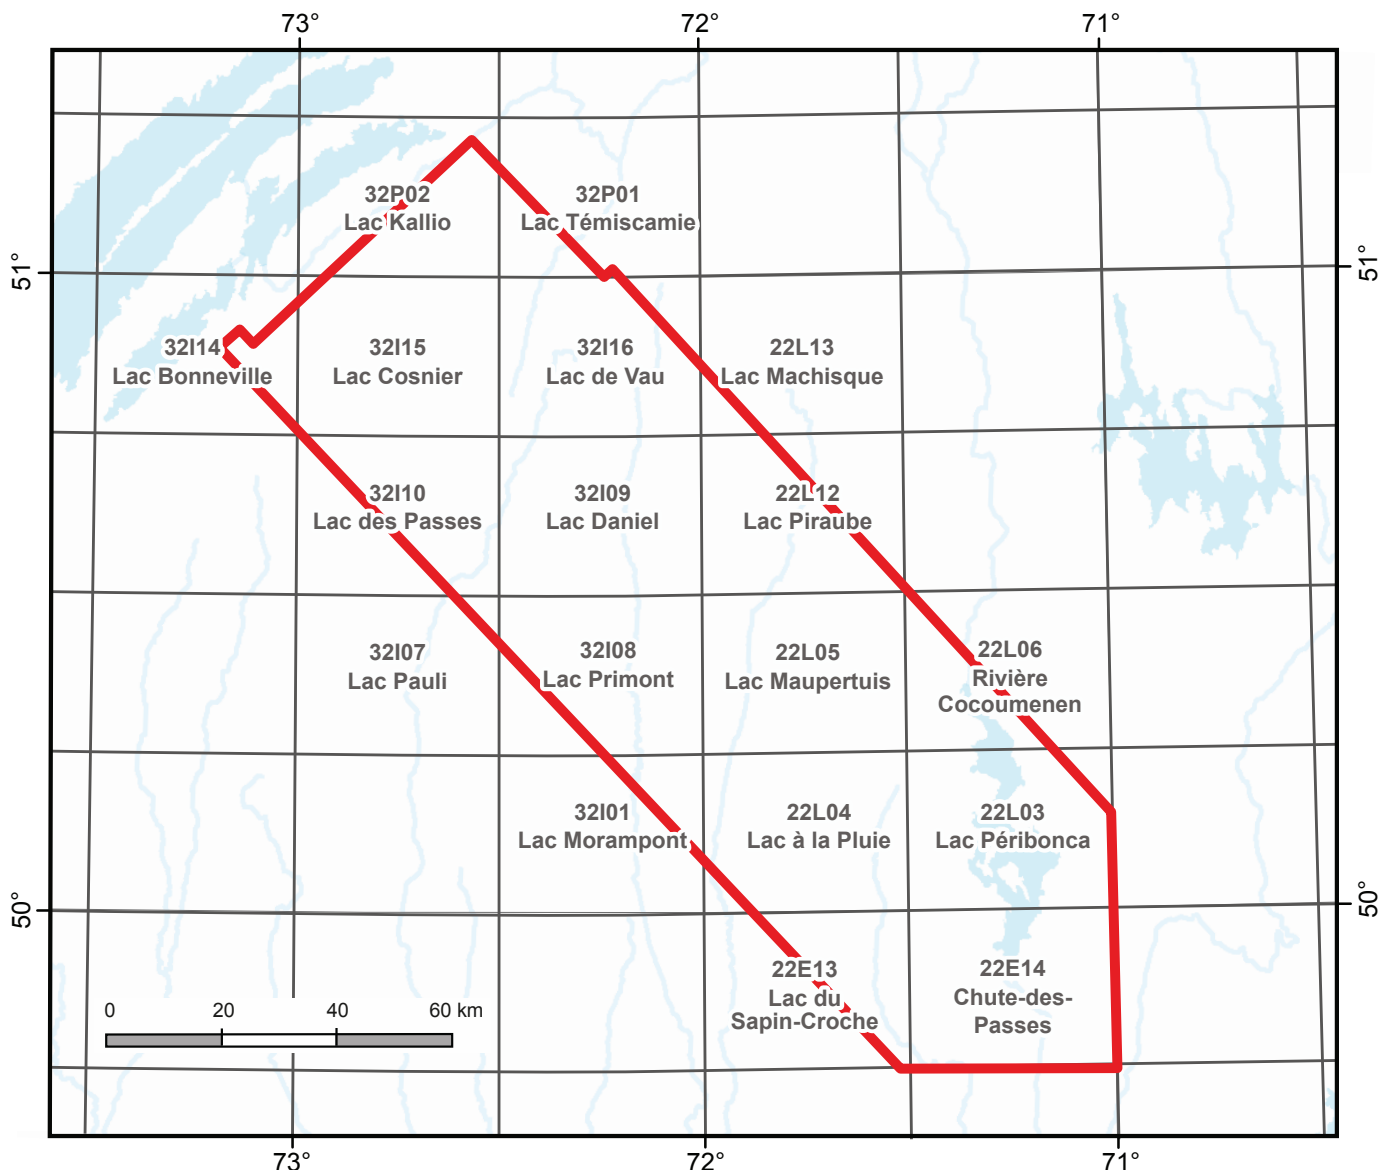 73°
72°
71°
32P02
Lac Kallio
32P01
Lac Témiscamie
51°
51°
32I14
Lac Bonneville
32I15
Lac Cosnier
32I16
Lac de Vau
22L13
Lac Machisque
32I10
Lac des Passes
32I09
Lac Daniel
22L12
Lac Piraube
32I07
Lac Pauli
32I08
Lac Primont
22L05
Lac Maupertuis
22L06
Rivière
Cocoumenen
32I01
Lac Morampont
22L04
Lac à la Pluie
22L03
Lac Péribonca
50°
50°
22E13
Lac du
Sapin-Croche
22E14
Chute-des-
Passes
0 20 40 60 km
73°
72°
71°